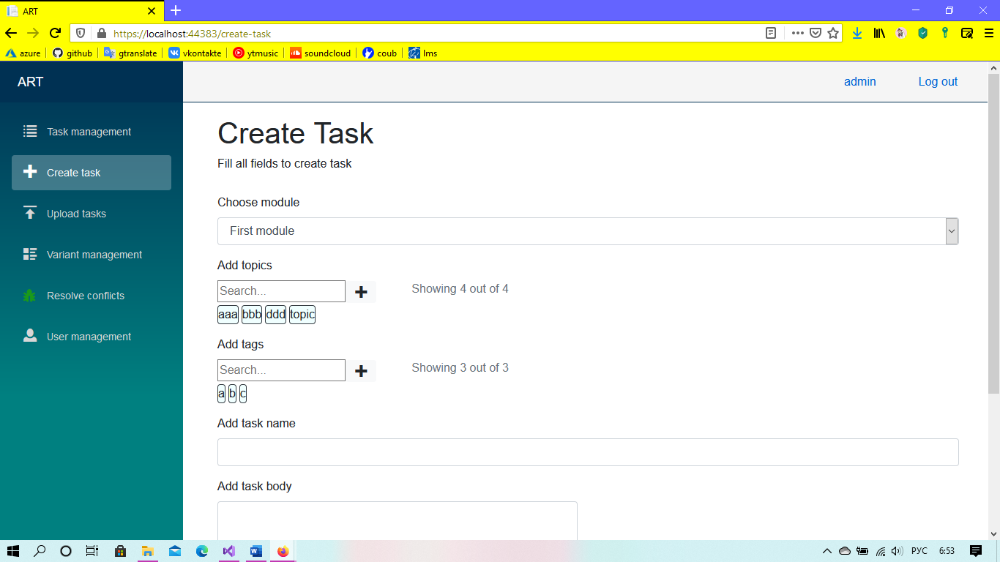 ART
https://localhost:44383/create-task
azure github gtranslate vkontakte ytmusic soundcloud coub lms
ART
admin Log out
Task management
Create task
Upload tasks
Variant management
Resolve conflicts
User management
Create Task
Fill all fields to create task
Choose module
First module
Add topics
Search... Showing 4 out of 4
aaa bbb ddd topic
Add tags
Search... Showing 3 out of 3
a b c
Add task name
Add task body
РУС 6:53